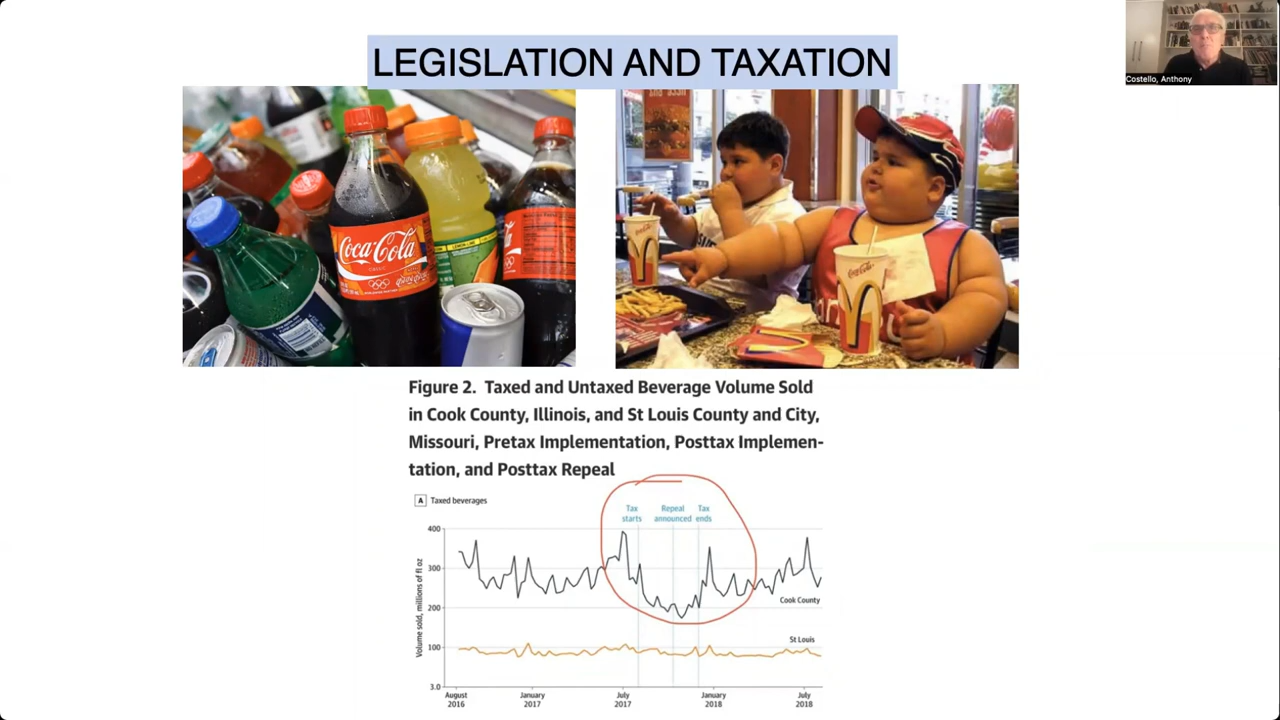 LEGISLATION AND TAXATION
Costello, Anthony
Coca-Cola
CLASSIC
Coca-Cola
Figure 2. Taxed and Untaxed Beverage Volume Sold
in Cook County, Illinois, and St Louis County and City,
Missouri, Pretax Implementation, Posttax Implemen-
tation, and Posttax Repeal
A Taxed beverages
Tax starts
Repeal announced
Tax ends
Volume sold, millions of fl oz
400
300
200
100
3.0
Cook County
St Louis
August 2016
January 2017
July 2017
January 2018
July 2018